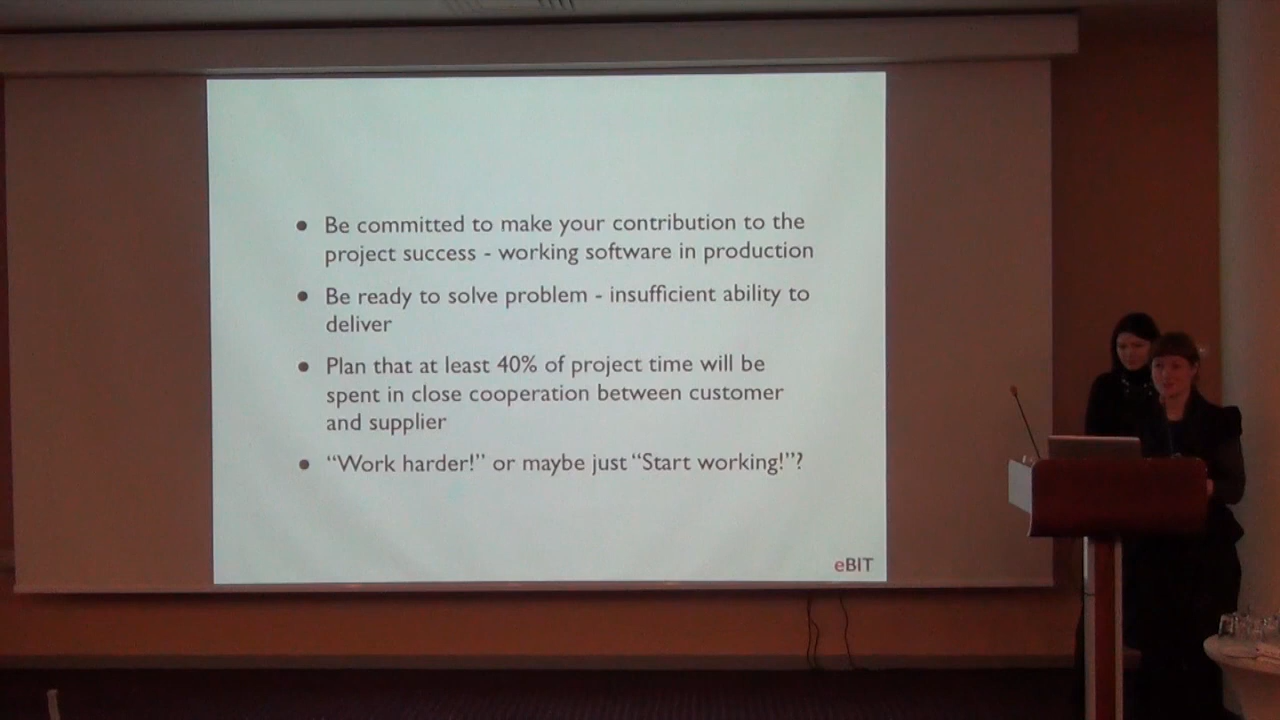 • Be committed to make your contribution to the
project success - working software in production
• Be ready to solve problem - insufficient ability to
deliver
• Plan that at least 40% of project time will be
spent in close cooperation between customer
and supplier
• “Work harder!” or maybe just “Start working!”?
eBIT